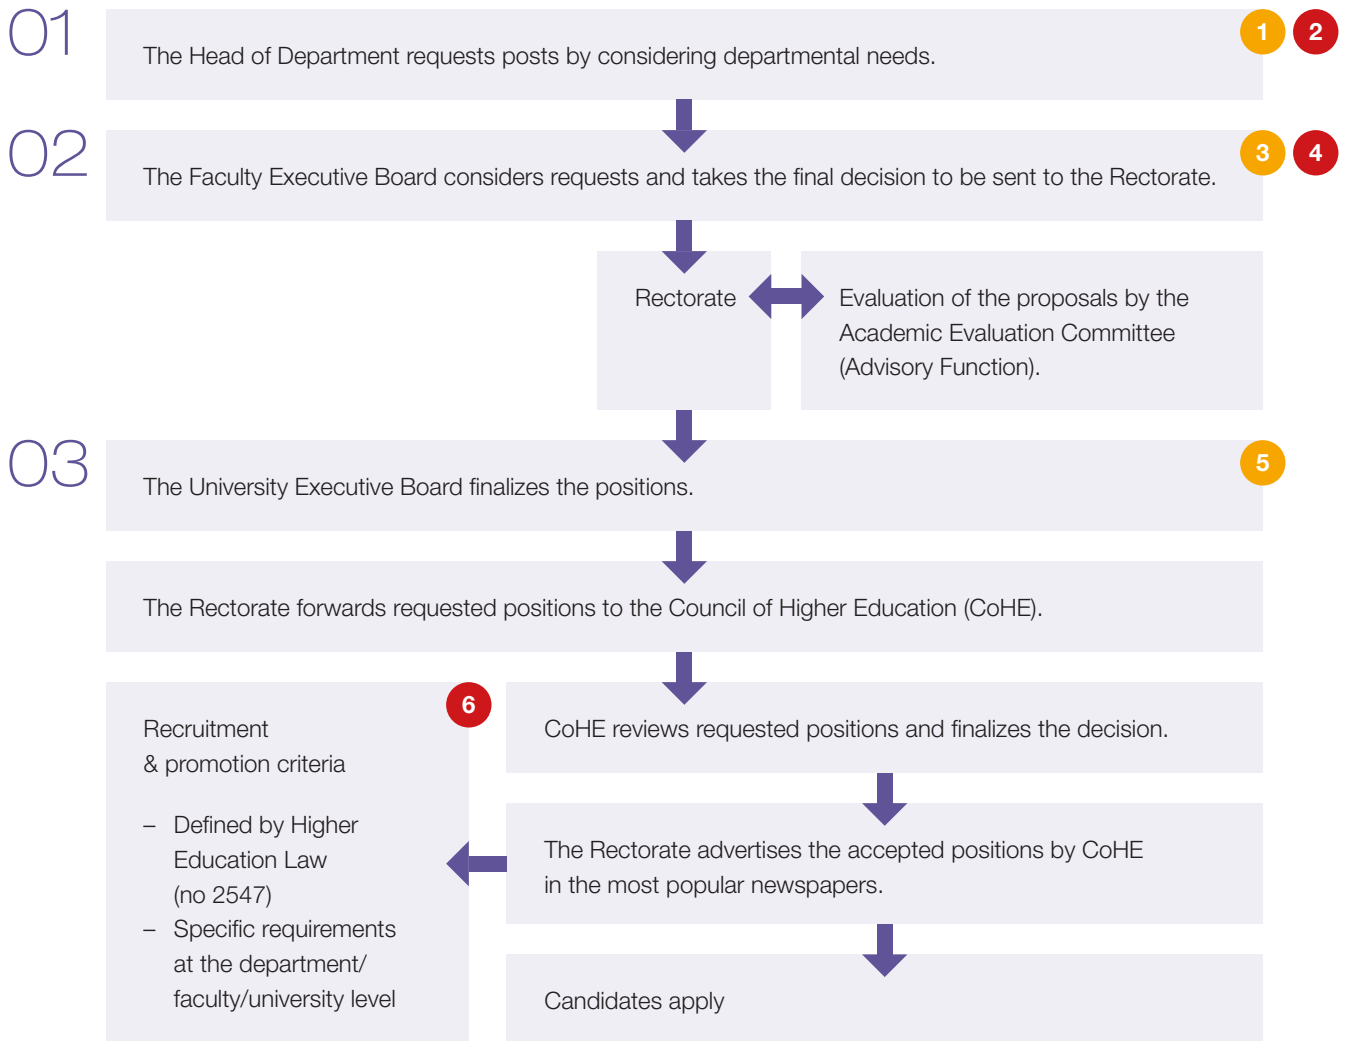 01
The Head of Department requests posts by considering departmental needs.
1
2
02
The Faculty Executive Board considers requests and takes the final decision to be sent to the Rectorate.
3
4
Rectorate
Evaluation of the proposals by the
Academic Evaluation Committee
(Advisory Function).
03
The University Executive Board finalizes the positions.
5
The Rectorate forwards requested positions to the Council of Higher Education (CoHE).
Recruitment
& promotion criteria
– Defined by Higher
Education Law
(no 2547)
– Specific requirements
at the department/
faculty/university level
6
CoHE reviews requested positions and finalizes the decision.
The Rectorate advertises the accepted positions by CoHE
in the most popular newspapers.
Candidates apply